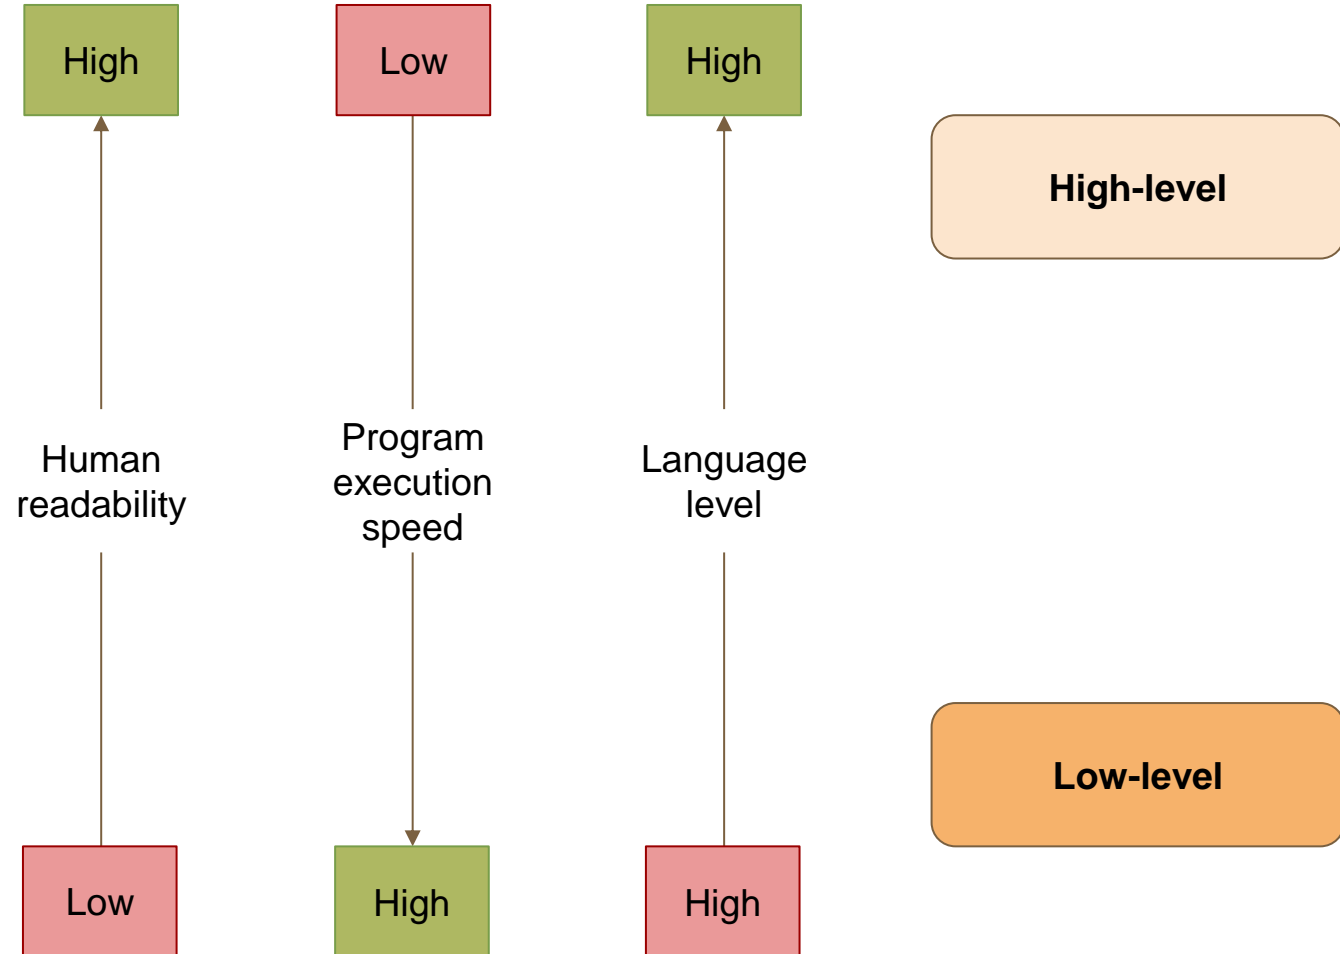 High
Low
High
High-level
Human
readability
Program
execution
speed
Language
level
Low-level
Low
High
High